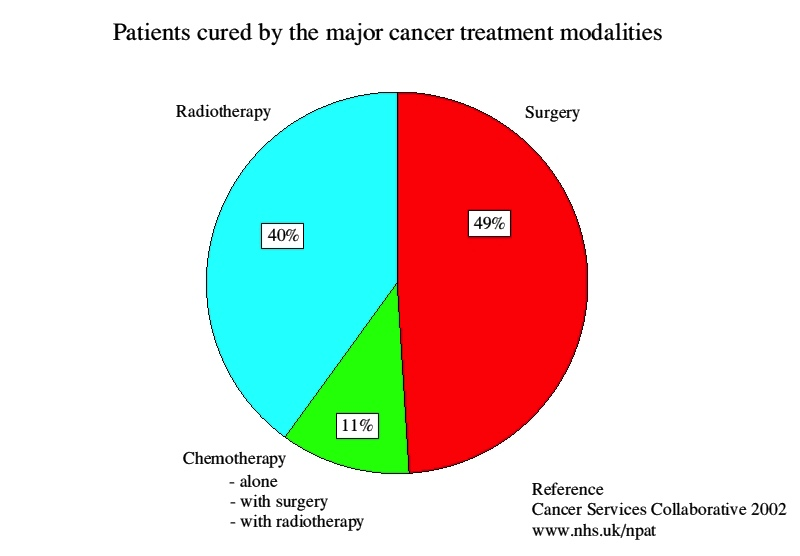 Patients cured by the major cancer treatment modalities
Radiotherapy
Surgery
49%
40%
11%
Chemotherapy
- alone
- with surgery
- with radiotherapy
Reference
Cancer Services Collaborative 2002
www.nhs.uk/npat